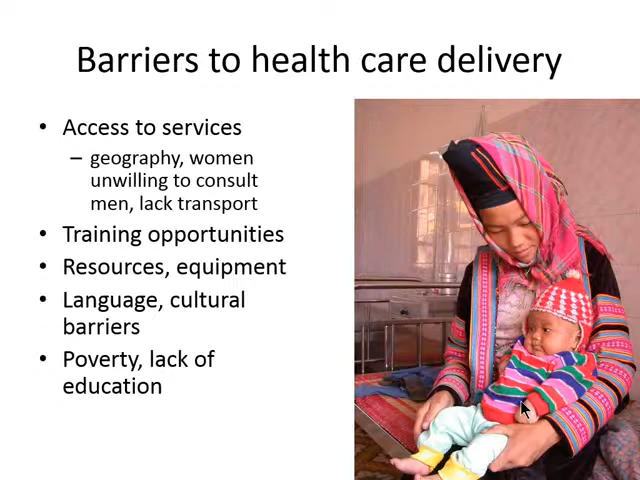 Barriers to health care delivery
• Access to services
– geography, women
unwilling to consult
men, lack transport
• Training opportunities
• Resources, equipment
• Language, cultural
barriers
• Poverty, lack of
education